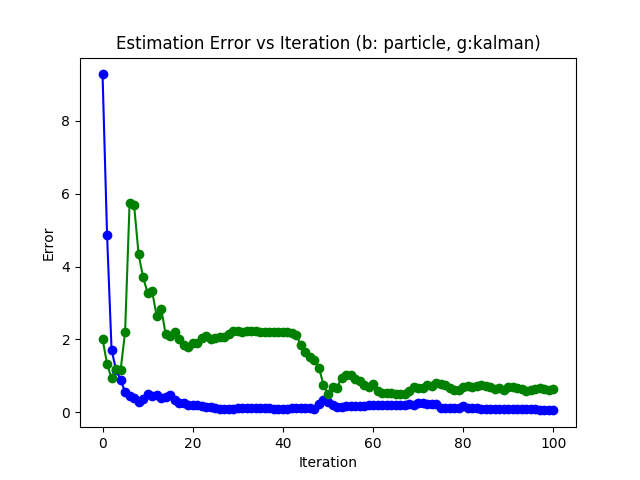 Estimation Error vs Iteration (b: particle, g:kalman)
8
6
4
2
0
Error
0 20 40 60 80 100
Iteration